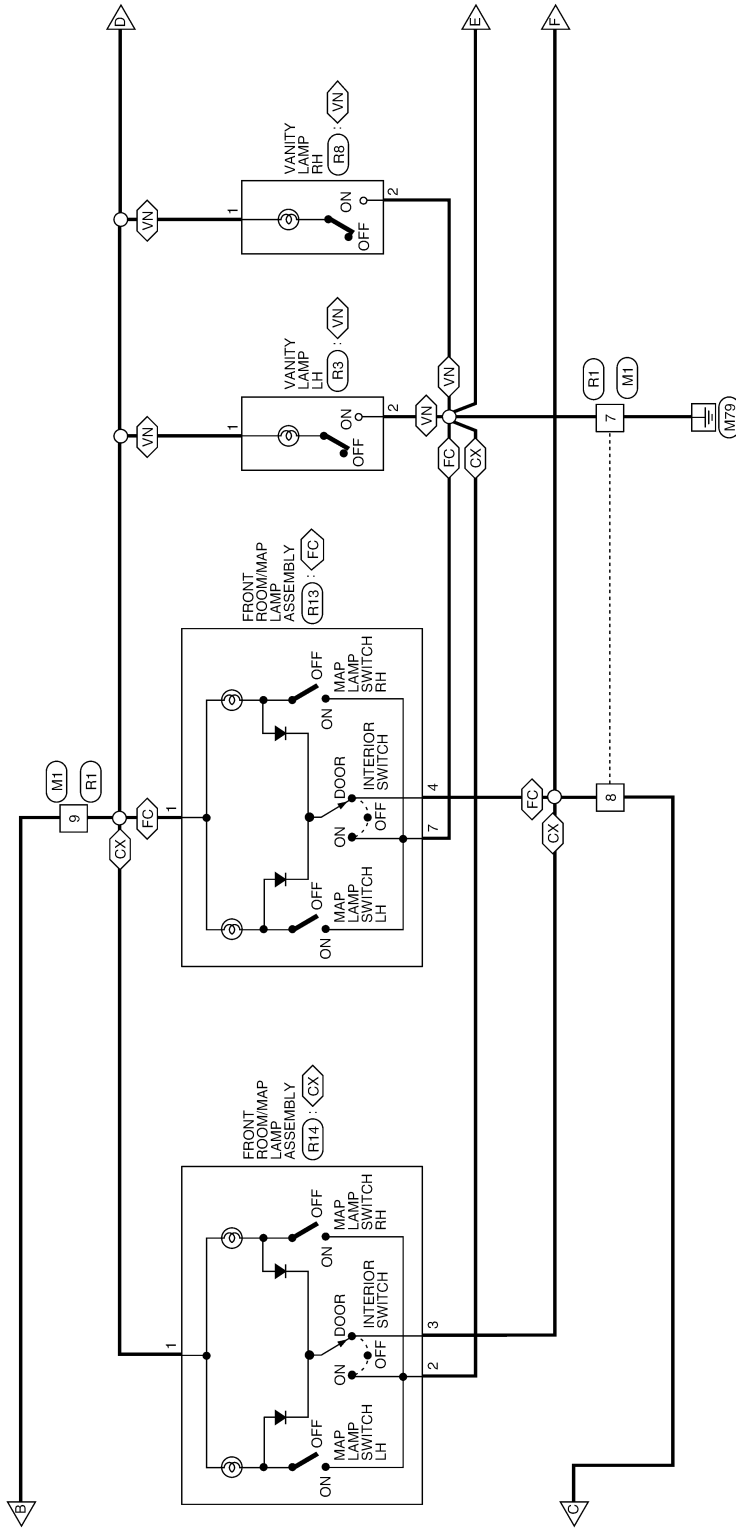 B
9
M1
R1
CX
FC
D
VN
VN
FRONT
ROOM/MAP
LAMP
ASSEMBLY
R14 : CX
1
ON
OFF
MAP
LAMP
SWITCH
LH
ON
OFF
DOOR
INTERIOR
SWITCH
ON
OFF
MAP
LAMP
SWITCH
RH
2
3
FRONT
ROOM/MAP
LAMP
ASSEMBLY
R13 : FC
1
ON
OFF
MAP
LAMP
SWITCH
LH
ON
OFF
DOOR
INTERIOR
SWITCH
ON
OFF
MAP
LAMP
SWITCH
RH
7
4
VANITY
LAMP
LH
R3 : VN
1
OFF
ON
2
VANITY
LAMP
RH
R8 : VN
1
OFF
ON
2
FC
CX
VN
VN
E
CX
FC
F
8
7
R1
M1
M79
C